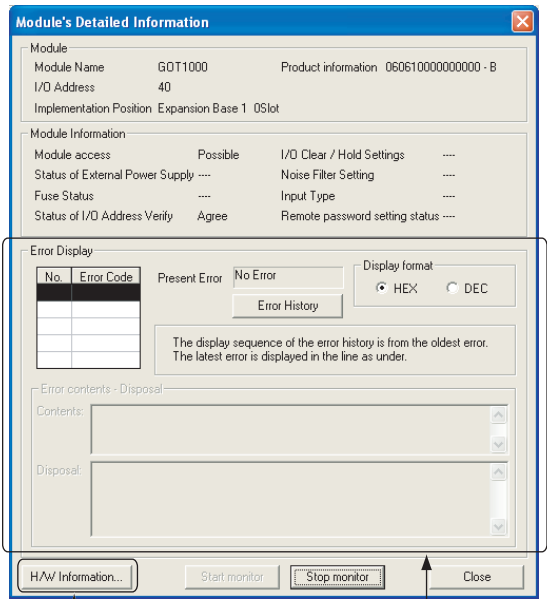 Module's Detailed Information
Module
Module Name GOT1000 Product information 060610000000000 - B
I/O Address 40
Implementation Position Expansion Base 1 0Slot
Module Information
Module access Possible I/O Clear / Hold Settings ----
Status of External Power Supply ---- Noise Filter Setting ----
Fuse Status ---- Input Type ----
Status of I/O Address Verify Agree Remote password setting status ----
Error Display
No. Error Code Present Error No Error Display format
HEX DEC
Error History
The display sequence of the error history is from the oldest error.
The latest error is displayed in the line as under.
Error contents - Disposal
Contents:
Disposal:
H/W Information... Start monitor Stop monitor Close